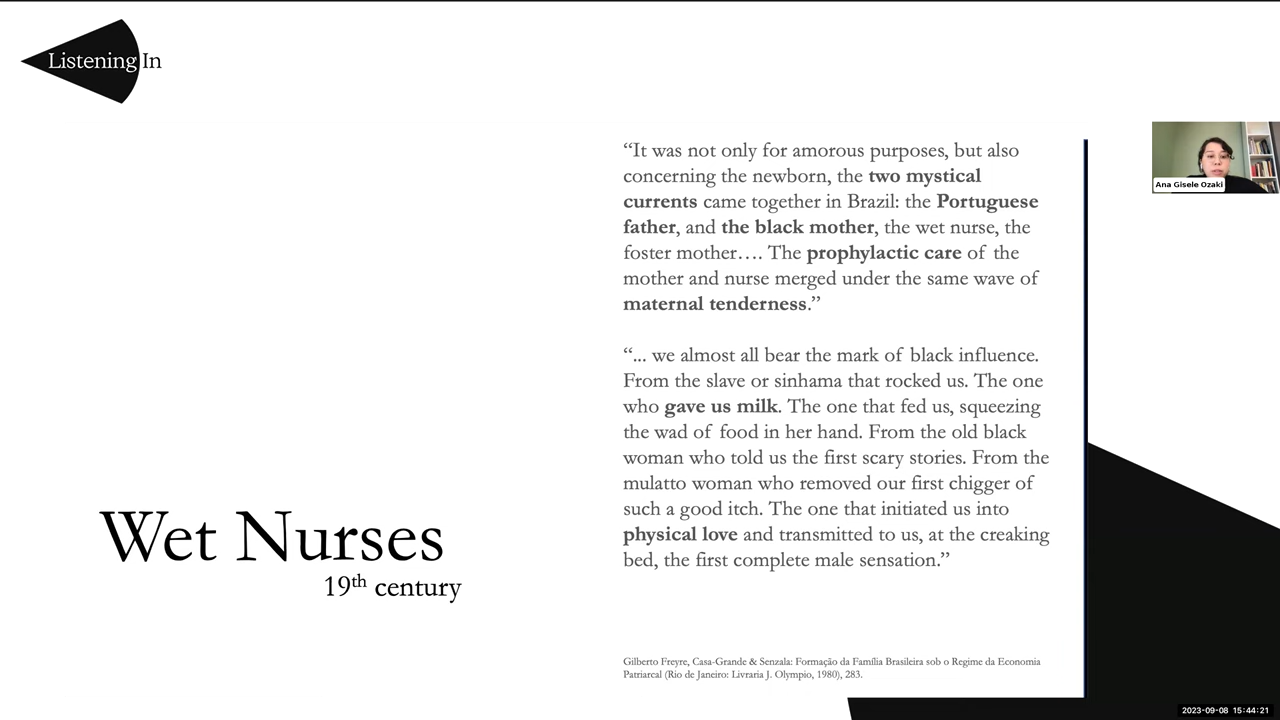 Listening In
“It was not only for amorous purposes, but also
concerning the newborn, the two mystical
currents came together in Brazil: the Portuguese
father, and the black mother, the wet nurse, the
foster mother…. The prophylactic care of the
mother and nurse merged under the same wave of
maternal tenderness.”
“... we almost all bear the mark of black influence.
From the slave or sinhama that rocked us. The one
who gave us milk. The one that fed us, squeezing
the wad of food in her hand. From the old black
woman who told us the first scary stories. From the
mulatto woman who removed our first chigger of
such a good itch. The one that initiated us into
physical love and transmitted to us, at the creaking
bed, the first complete male sensation.”
Wet Nurses
19th century
Gilberto Freyre, Casa-Grande & Senzala: Formação da Família Brasileira sob o Regime da Economia
Patriarcal (Rio de Janeiro: Livraria J. Olympio, 1980), 283.
Ana Gisele Ozaki
2023-09-08 15:44:21